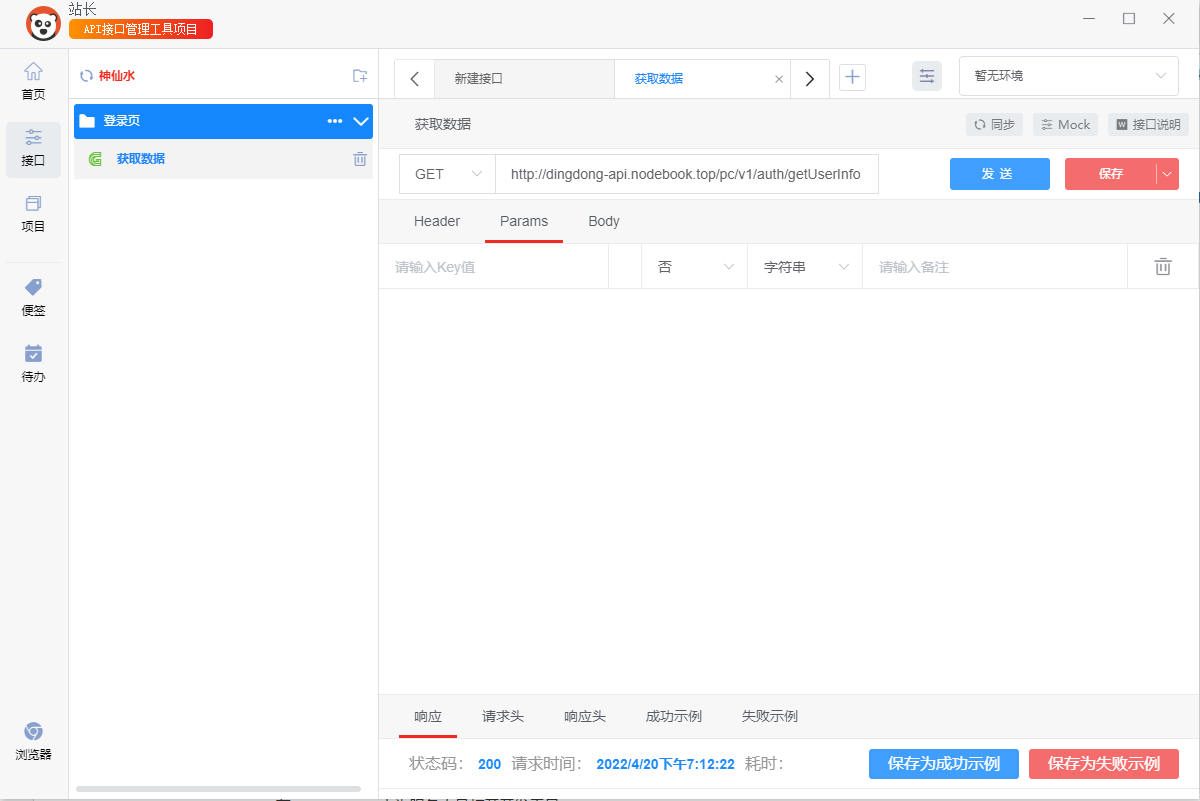 站长
API接口管理工具项目
首页
接口
项目
便签
待办
浏览器
神仙水
登录页
获取数据
新建接口
获取数据
暂无环境
获取数据
同步
Mock
接口说明
GET
http://dingdong-api.nodebook.top/pc/v1/auth/getUserInfo
发 送
保存
Header
Params
Body
请输入Key值
否
字符串
请输入备注
响应
请求头
响应头
成功示例
失败示例
状态码： 200 请求时间： 2022/4/20下午7:12:22 耗时：
保存为成功示例
保存为失败示例